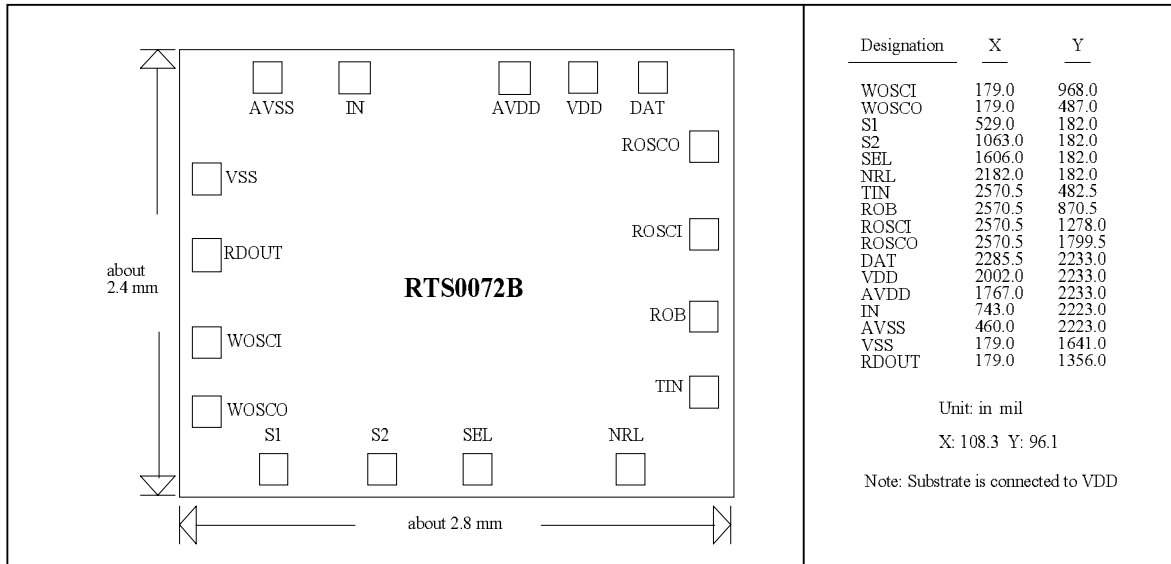 AVSS IN AVDD VDD DAT
ROSCO
VSS
ROSCI
RDOUT
about
2.4 mm
RTS0072B
ROB
WOSCI
TIN
WOSCO
S1 S2 SEL NRL
about 2.8 mm
Designation X Y
WOSCI 179.0 968.0
WOSCO 179.0 487.0
S1 529.0 182.0
S2 1063.0 182.0
SEL 1606.0 182.0
NRL 2182.0 182.0
TIN 2570.5 482.5
ROB 2570.5 870.5
ROSCI 2570.5 1278.0
ROSCO 2570.5 1799.5
DAT 2285.5 2233.0
VDD 2002.0 2233.0
AVDD 1767.0 2233.0
IN 743.0 2223.0
AVSS 460.0 2223.0
VSS 179.0 1641.0
RDOUT 179.0 1356.0
Unit: in mil
X: 108.3 Y: 96.1
Note: Substrate is connected to VDD